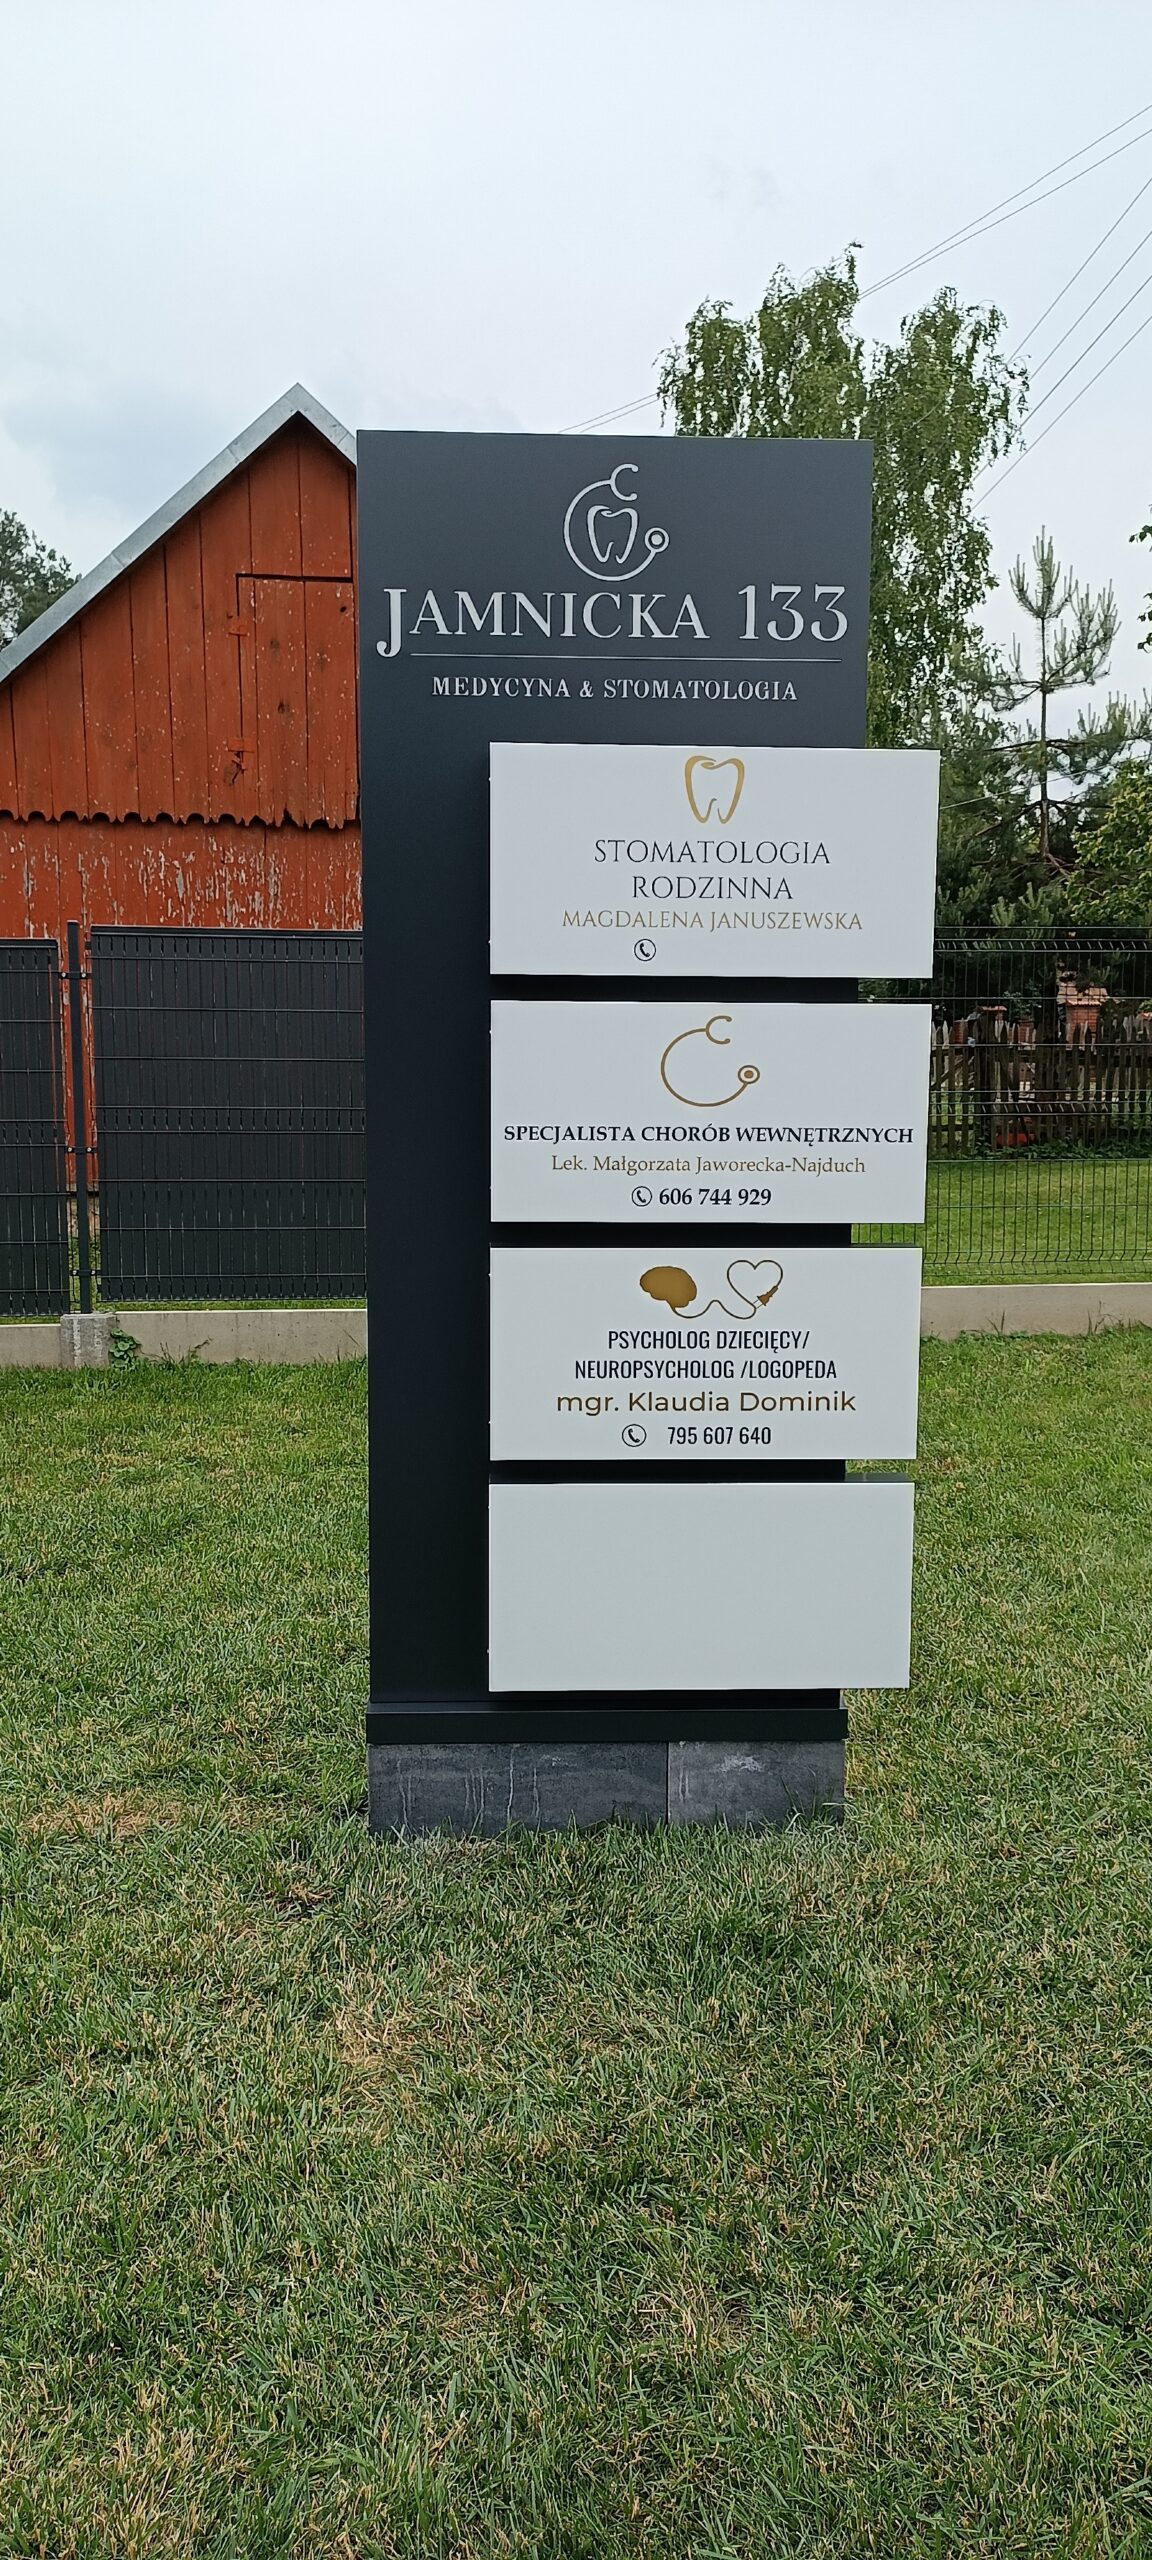 JAMNICKA 133
MEDYCYNA & STOMATOLOGIA
STOMATOLOGIA
RODZINNA
MAGDALENA JANUSZEWSKA
SPECJALISTA CHORÓB WEWNĘTRZNYCH
Lek. Małgorzata Jaworecka-Najduch
606 744 929
PSYCHOLOG DZIECIĘCY/
NEUROPSYCHOLOG /LOGOPEDA
mgr. Klaudia Dominik
795 607 640